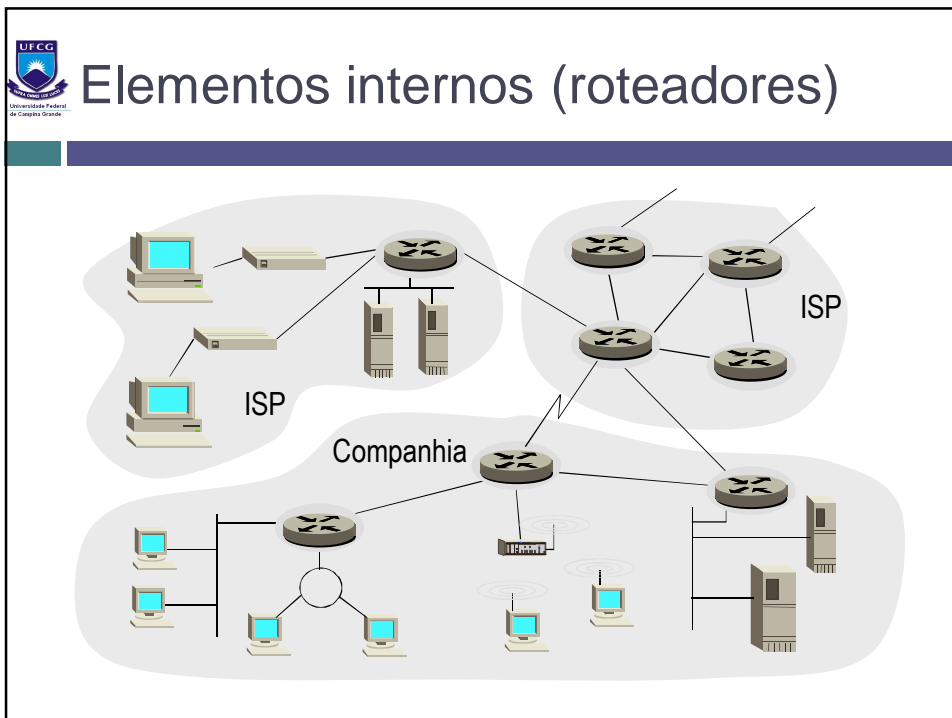 UFCG
Universidade Federal
de Campina Grande
Elementos internos (roteadores)
ISP
ISP
Companhia